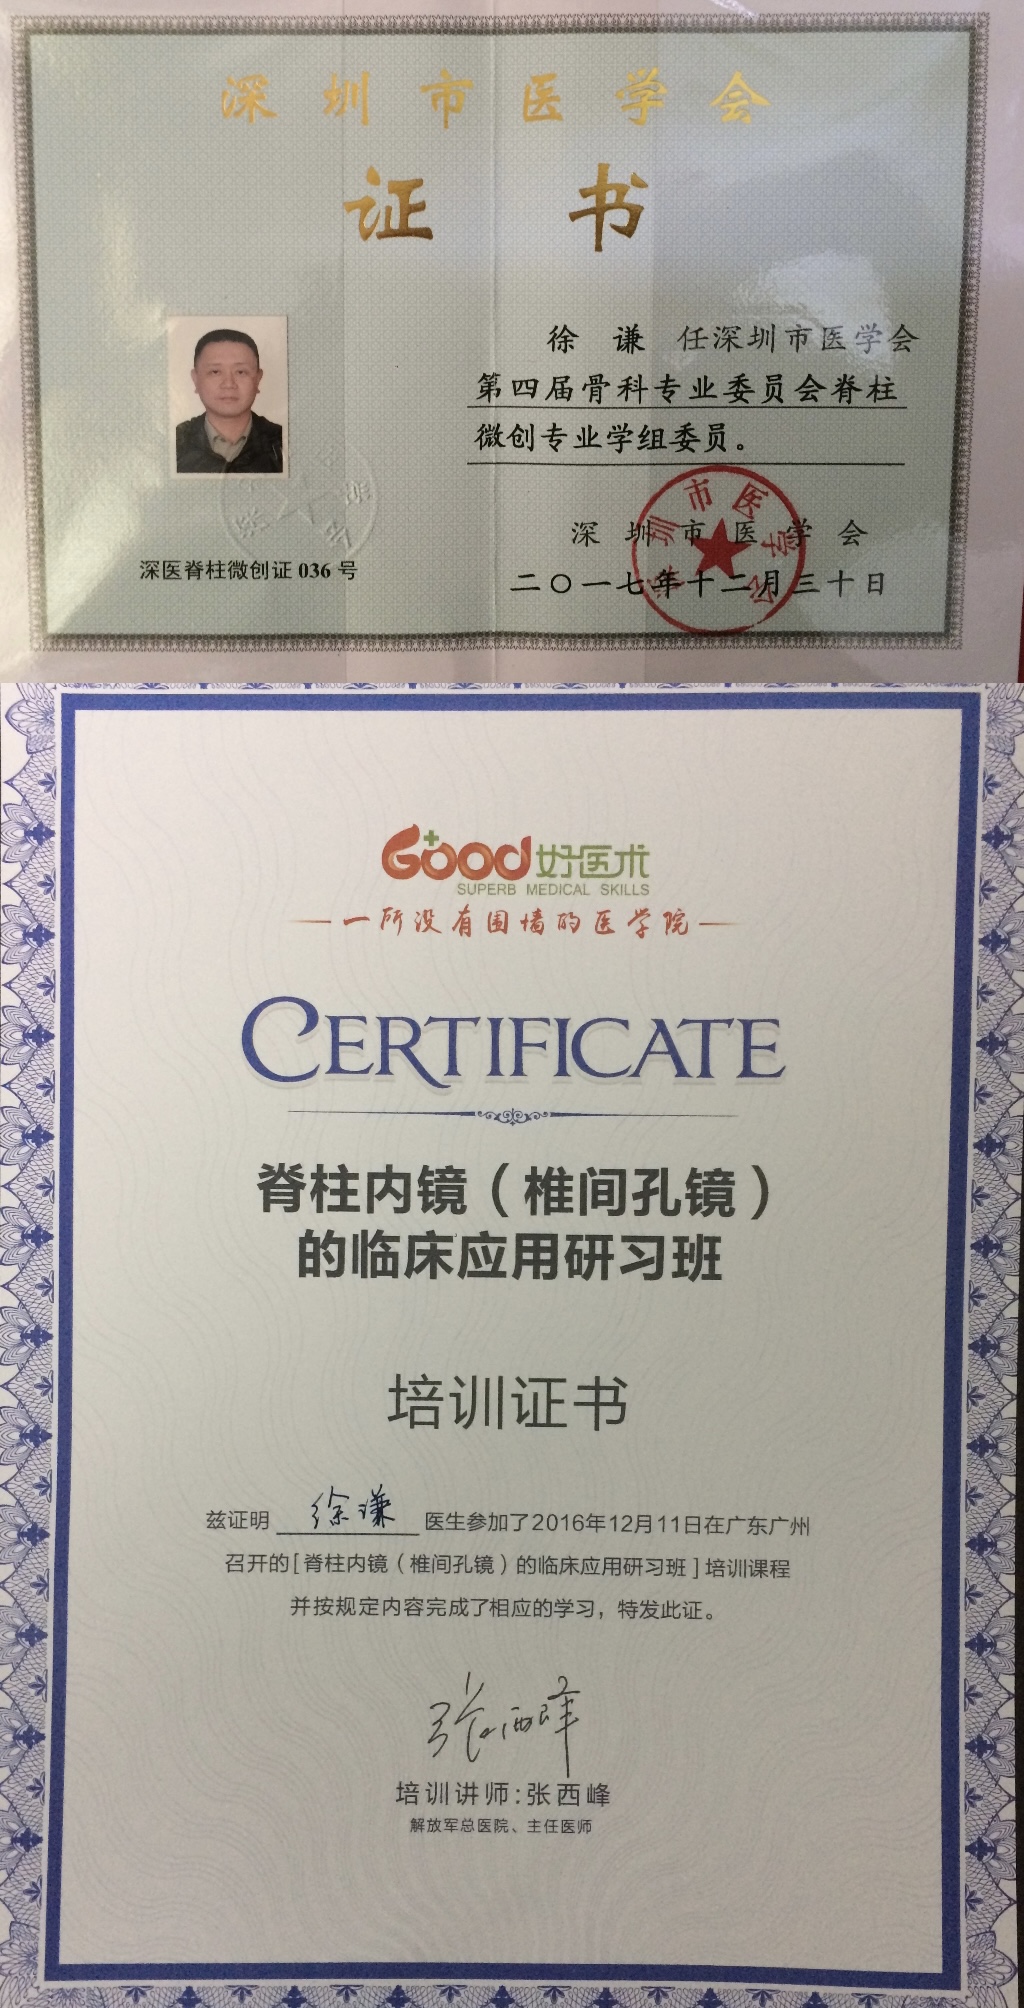 深圳市医学会
证书
徐谦 任深圳市医学会
第四届骨科专业委员会脊柱
微创专业学组委员。
深圳市医学会
二〇一七年十二月三十日
深圳市医学会
深医脊柱微创证 036 号
Good 好医术
SUPERB MEDICAL SKILLS
一所没有围墙的医学院
CERTIFICATE
脊柱内镜（椎间孔镜）
的临床应用研习班
培训证书
兹证明 徐谦 医生参加了2016年12月11日在广东广州
召开的[脊柱内镜（椎间孔镜）的临床应用研习班]培训课程
并按规定内容完成了相应的学习，特发此证。
张西峰
培训讲师:张西峰
解放军总医院、主任医师